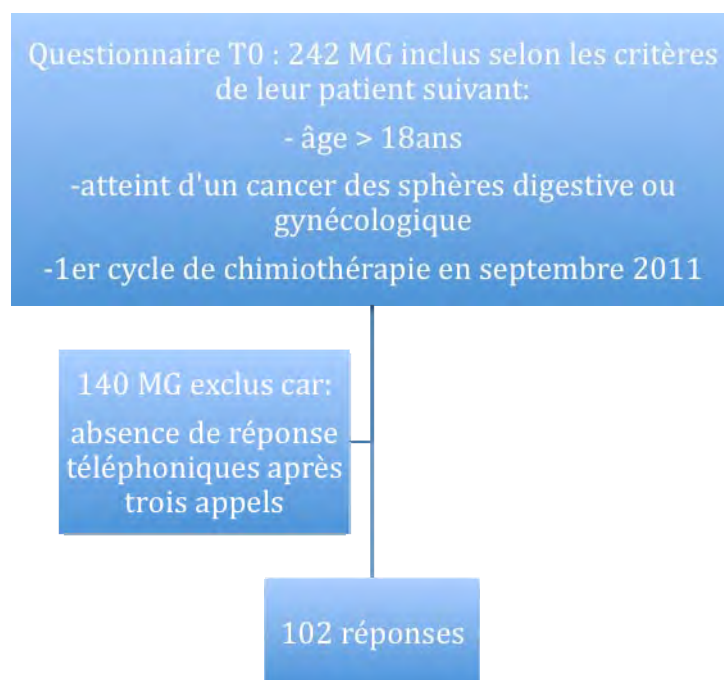 Questionnaire T0 : 242 MG inclus selon les critères
de leur patient suivant:
- âge > 18ans
-atteint d'un cancer des sphères digestive ou
gynécologique
-1er cycle de chimiothérapie en septembre 2011
140 MG exclus car:
absence de réponse
téléphoniques après
trois appels
102 réponses